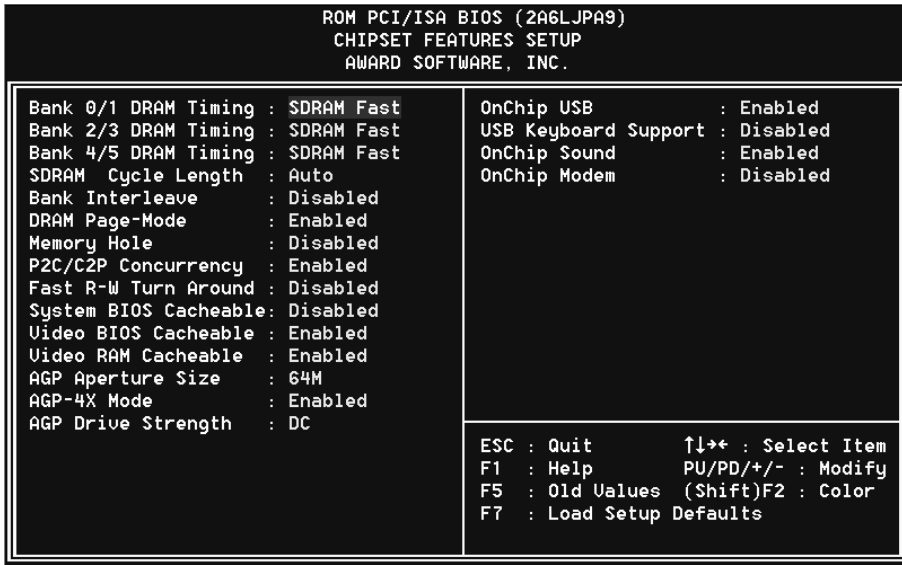 ROM PCI/ISA BIOS (2A6LJPA9)
CHIPSET FEATURES SETUP
AWARD SOFTWARE, INC.
Bank 0/1 DRAM Timing : SDRAM Fast
Bank 2/3 DRAM Timing : SDRAM Fast
Bank 4/5 DRAM Timing : SDRAM Fast
SDRAM  Cycle Length  : Auto
Bank Interleave      : Disabled
DRAM Page-Mode       : Enabled
Memory Hole          : Disabled
P2C/C2P Concurrency  : Enabled
Fast R-W Turn Around : Disabled
System BIOS Cacheable: Disabled
Video BIOS Cacheable : Enabled
Video RAM Cacheable  : Enabled
AGP Aperture Size    : 64M
AGP-4X Mode          : Enabled
AGP Drive Strength   : DC
OnChip USB           : Enabled
USB Keyboard Support : Disabled
OnChip Sound         : Enabled
OnChip Modem         : Disabled
ESC : Quit        ↑↓→← : Select Item
F1  : Help        PU/PD/+/- : Modify
F5  : Old Values  (Shift)F2 : Color
F7  : Load Setup Defaults